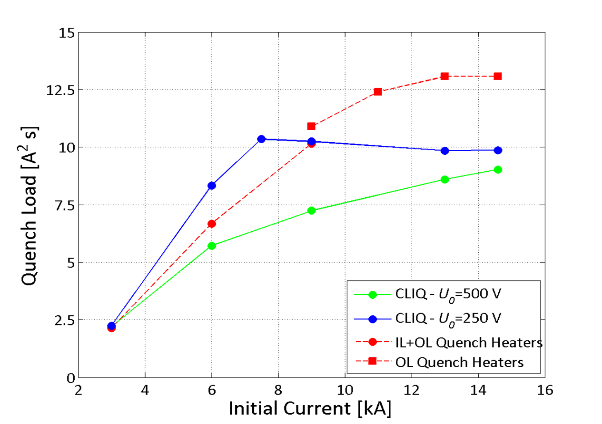 15
12.5
10
7.5
5
2.5
0
2
4
6
8
10
12
14
16
Quench Load [A² s]
Initial Current [kA]
CLIQ - U₀=500 V
CLIQ - U₀=250 V
IL+OL Quench Heaters
OL Quench Heaters